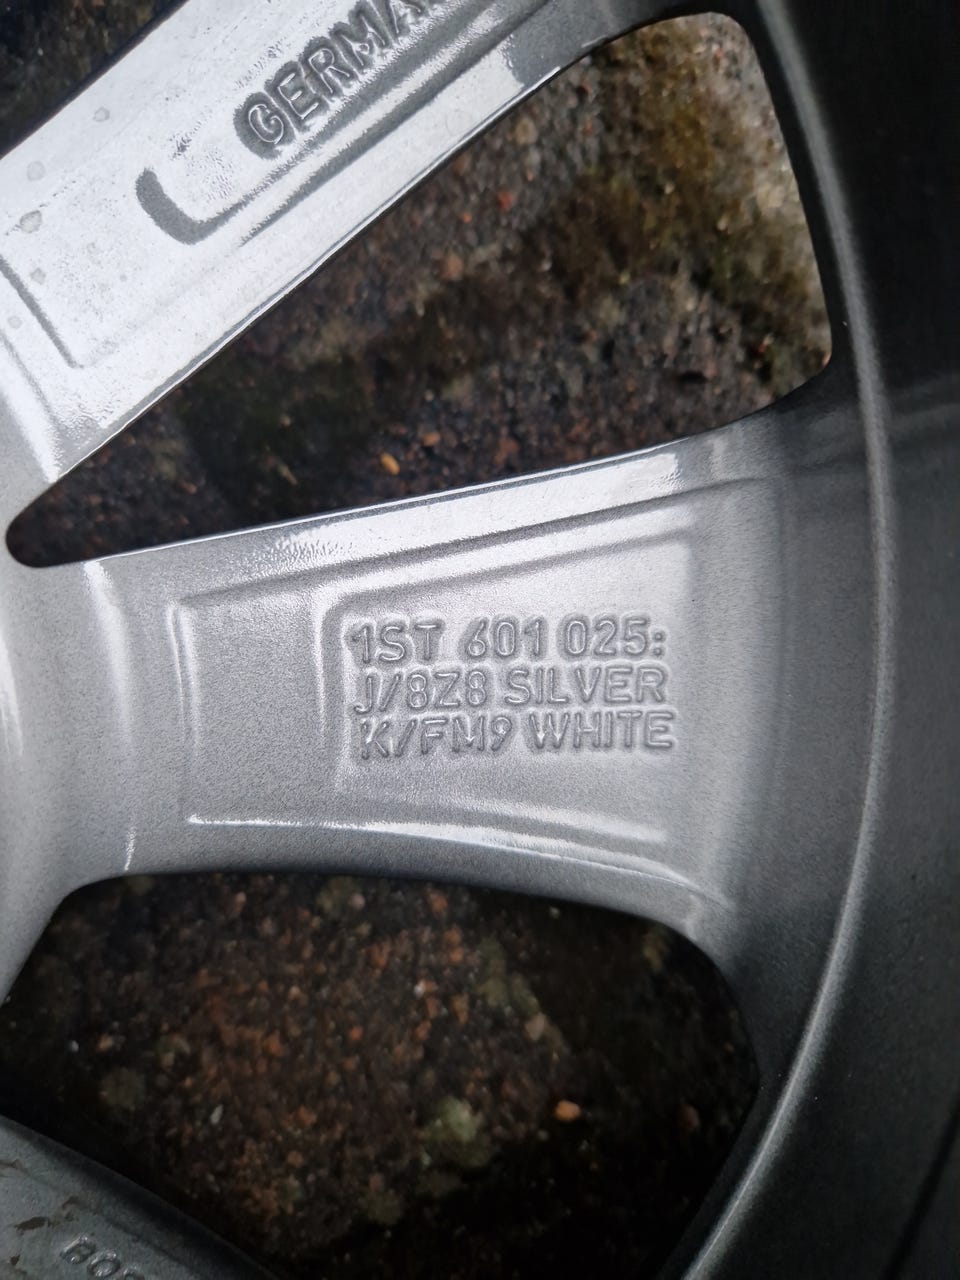 1ST 601 025:
J/8Z8 SILVER
K/FM9 WHITE